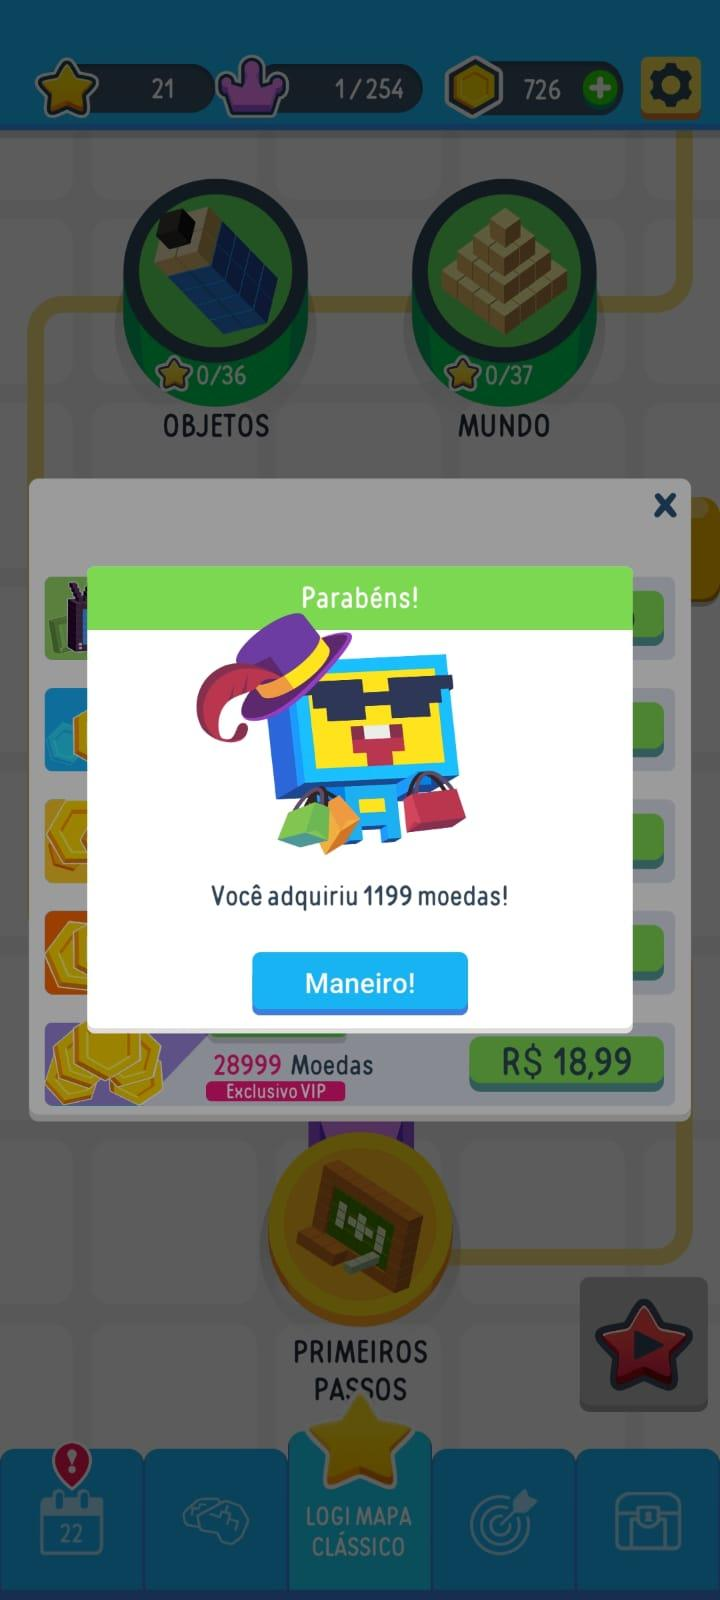 21
1/254
726
0/36
0/37
OBJETOS
MUNDO
X
Parabéns!
Você adquiriu 1199 moedas!
Maneiro!
28999 Moedas
R$ 18,99
Exclusivo VIP
PRIMEIROS
PASSOS
22
LOGI MAPA
CLÁSSICO